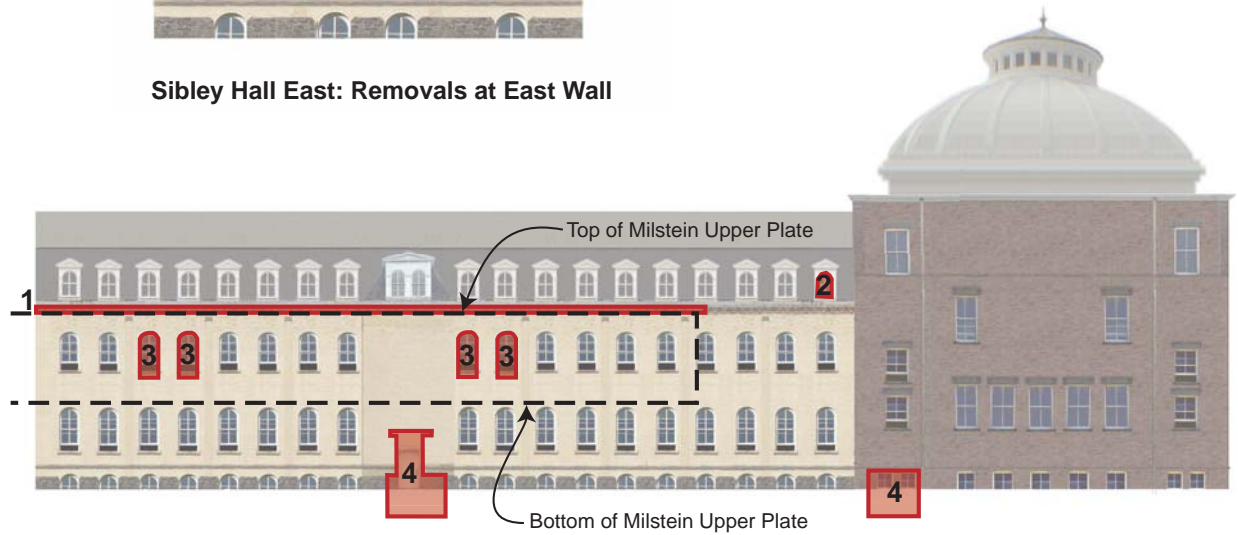 Sibley Hall East: Removals at East Wall
Top of Milstein Upper Plate
2
1
3 3 3 3
4
4
Bottom of Milstein Upper Plate